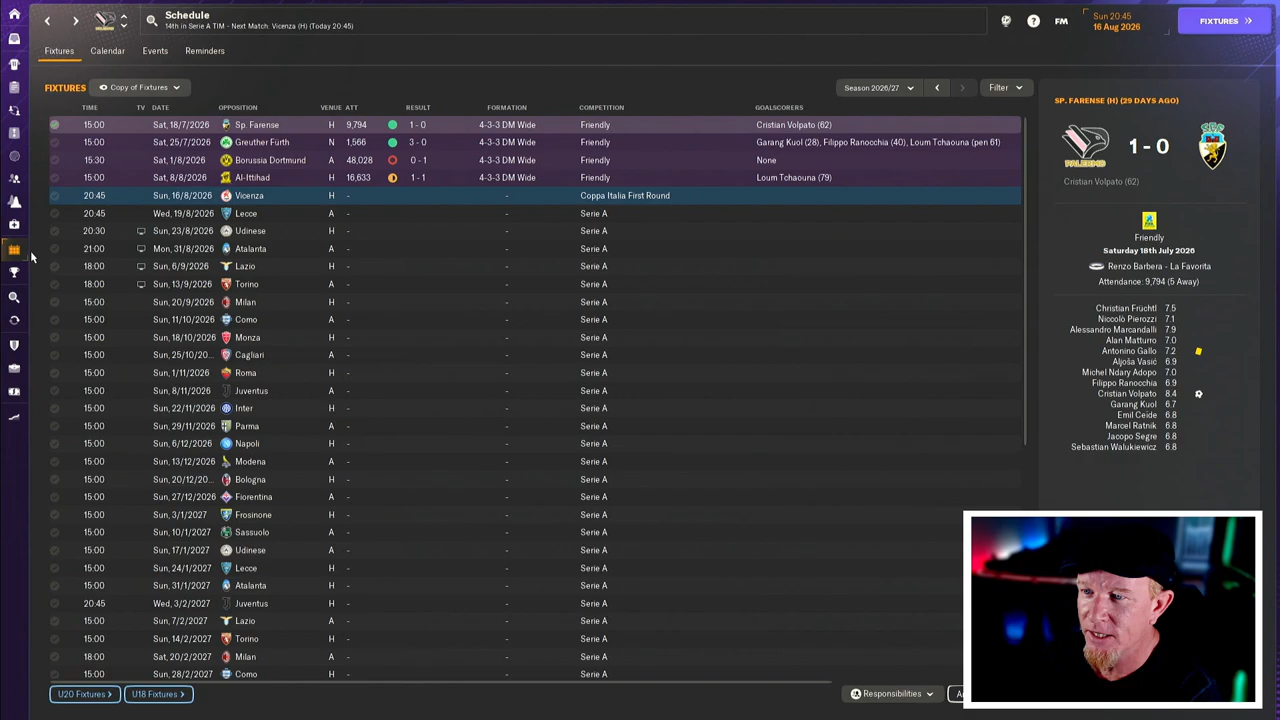 Schedule
14th in Serie A TIM - Next Match: Vicenza (H) (Today 20:45)
FM
Sun 20:45
16 Aug 2026
FIXTURES
Fixtures Calendar Events Reminders
FIXTURES Copy of Fixtures Season 2026/27 Filter
TIME TV DATE OPPOSITION VENUE ATT RESULT FORMATION COMPETITION GOALSCORERS
15:00 Sat, 18/7/2026 Sp. Farense H 9,794 1 - 0 4-3-3 DM Wide Friendly Cristian Volpato (62)
15:00 Sat, 25/7/2026 Greuther Fürth N 1,566 3 - 0 4-3-3 DM Wide Friendly Garang Kuol (28), Filippo Ranocchia (40), Loum Tchaouna (pen 61)
15:30 Sat, 1/8/2026 Borussia Dortmund A 48,028 0 - 1 4-3-3 DM Wide Friendly None
15:00 Sat, 8/8/2026 Al-Ittihad H 16,633 1 - 1 4-3-3 DM Wide Friendly Loum Tchaouna (79)
20:45 Sun, 16/8/2026 Vicenza H - - Coppa Italia First Round
20:45 Wed, 19/8/2026 Lecce A - - Serie A
20:30 Sun, 23/8/2026 Udinese H - - Serie A
21:00 Mon, 31/8/2026 Atalanta A - - Serie A
18:00 Sun, 6/9/2026 Lazio H - - Serie A
18:00 Sun, 13/9/2026 Torino A - - Serie A
15:00 Sun, 20/9/2026 Milan H - - Serie A
15:00 Sun, 11/10/2026 Como A - - Serie A
15:00 Sun, 18/10/2026 Monza H - - Serie A
15:00 Sun, 25/10/20... Cagliari A - - Serie A
15:00 Sun, 1/11/2026 Roma H - - Serie A
15:00 Sun, 8/11/2026 Juventus A - - Serie A
15:00 Sun, 22/11/2026 Inter H - - Serie A
15:00 Sun, 29/11/2026 Parma A - - Serie A
15:00 Sun, 6/12/2026 Napoli H - - Serie A
15:00 Sun, 13/12/2026 Modena A - - Serie A
15:00 Sun, 20/12/20... Bologna H - - Serie A
15:00 Sun, 27/12/2026 Fiorentina A - - Serie A
15:00 Sun, 3/1/2027 Frosinone H - - Serie A
15:00 Sun, 10/1/2027 Sassuolo A - - Serie A
15:00 Sun, 17/1/2027 Udinese A - - Serie A
15:00 Sun, 24/1/2027 Lecce H - - Serie A
15:00 Sun, 31/1/2027 Atalanta H - - Serie A
20:45 Wed, 3/2/2027 Juventus H - - Serie A
15:00 Sun, 7/2/2027 Lazio A - - Serie A
15:00 Sun, 14/2/2027 Torino H - - Serie A
18:00 Sat, 20/2/2027 Milan A - - Serie A
15:00 Sun, 28/2/2027 Como H - - Serie A
U20 Fixtures U18 Fixtures Responsibilities
SP. FARENSE (H) (29 DAYS AGO)
PALERMO
1 - 0
Cristian Volpato (62)
Friendly
Saturday 18th July 2026
Renzo Barbera - La Favorita
Attendance: 9,794 (5 Away)
Christian Früchtl 7.5
Niccolò Pierozzi 7.1
Alessandro Marcandalli 7.9
Alan Matturro 7.0
Antonino Gallo 7.2
Aljoša Vasić 6.9
Michel Ndary Adopo 7.0
Filippo Ranocchia 6.9
Cristian Volpato 8.4
Garang Kuol 6.7
Emil Ceide 6.8
Marcel Ratnik 6.8
Jacopo Segre 6.8
Sebastian Walukiewicz 6.8